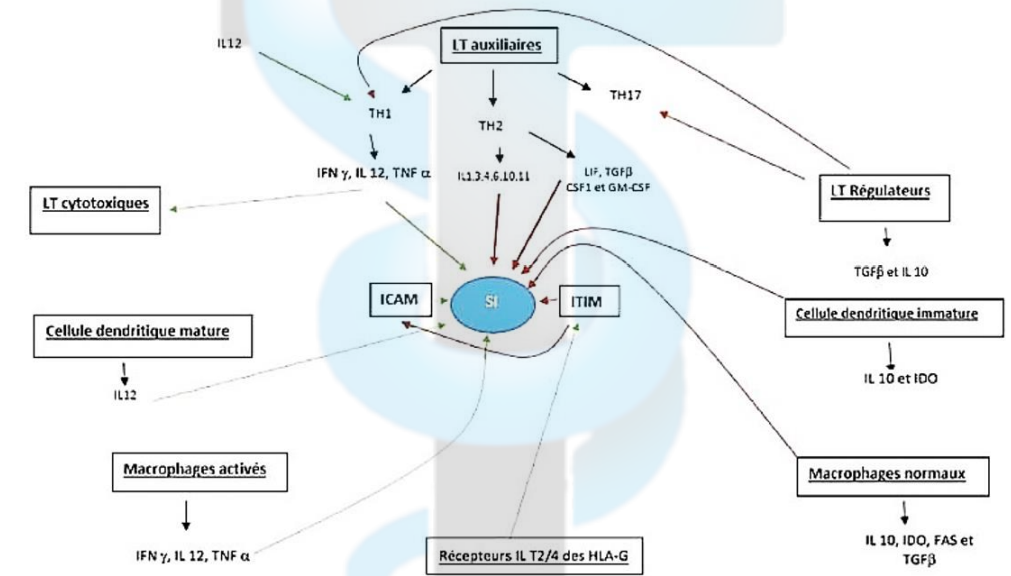 IL12
LT auxiliaires
TH1
TH2
TH17
IFN γ, IL 12, TNF α
IL1,3,4,6,10,11
LIF, TGFβ
CSF1 et GM-CSF
LT cytotoxiques
LT Régulateurs
TGFβ et IL 10
ICAM
SI
ITIM
Cellule dendritique immature
IL 10 et IDO
Cellule dendritique mature
IL12
Macrophages activés
IFN γ, IL 12, TNF α
Macrophages normaux
IL 10, IDO, FAS et
TGFβ
Récepteurs IL T2/4 des HLA-G